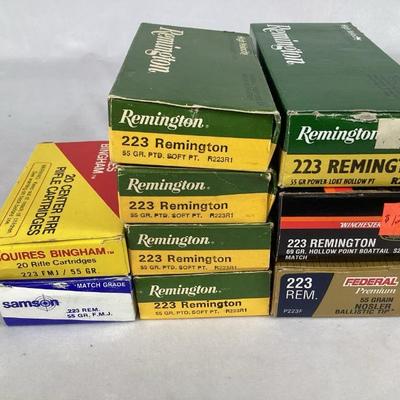 Remington
High Velocity
Remington
223 Remington
55 GR. PTD. SOFT PT. R223R1
Remington
223 Remington
55 GR. PTD. SOFT PT. R223R1
Remington
223 Remington
55 GR. PTD. SOFT PT. R223R1
Remington
223 Remington
55 GR. PTD. SOFT PT. R223R1
Remington
Remington
223 REMINGTON
55 GR POWER-LOKT HOLLOW PT
WINCHESTER
223 REMINGTON
69 GR. HOLLOW POINT BOATTAIL
MATCH
223
REM.
P223F
FEDERAL
Premium
55 GRAIN
NOSLER
BALLISTIC TIP
BINGHAM
20 CENTER FIRE
RIFLE CARTRIDGES
SQUIRES BINGHAM™
20 Rifle Cartridges
223 FMJ / 55 GR.
samson
MATCH GRADE
.223 REM.
55 GR. F.M.J.